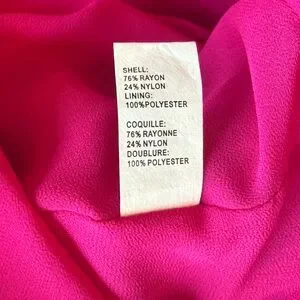 SHELL:
76% RAYON
24% NYLON
LINING:
100%POLYESTER
COQUILLE:
76% RAYONNE
24% NYLON
DOUBLURE:
100% POLYESTER